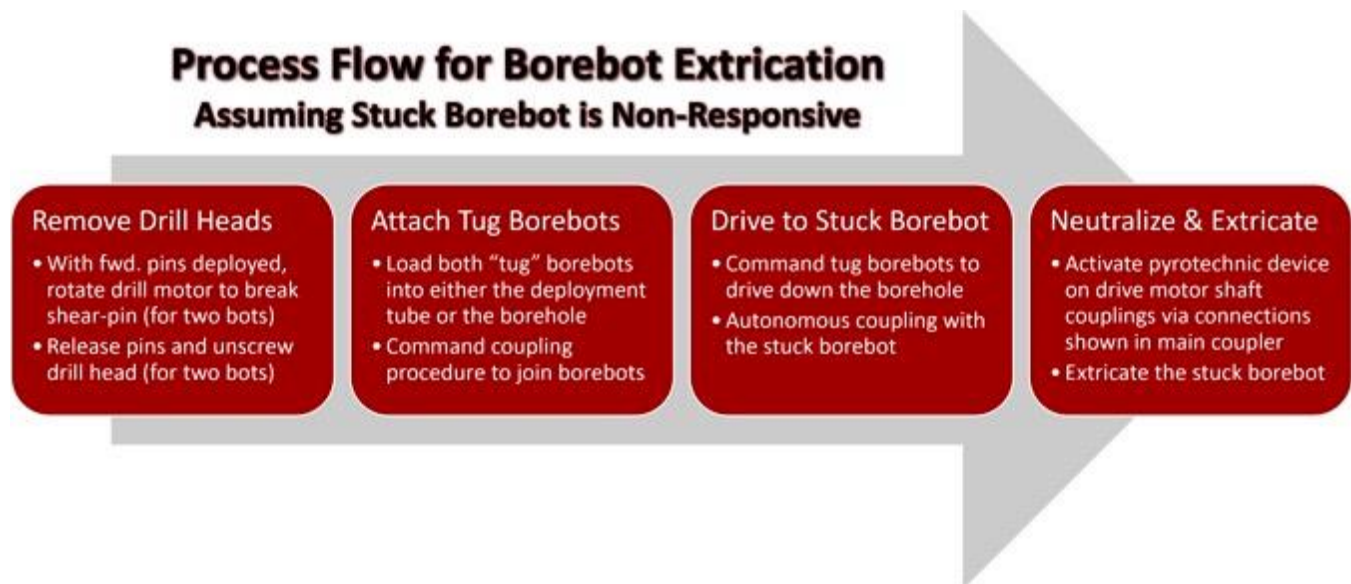 Process Flow for Borebot Extrication
Assuming Stuck Borebot is Non-Responsive
Remove Drill Heads
• With fwd. pins deployed,
rotate drill motor to break
shear-pin (for two bots)
• Release pins and unscrew
drill head (for two bots)
Attach Tug Borebots
• Load both “tug” borebots
into either the deployment
tube or the borehole
• Command coupling
procedure to join borebots
Drive to Stuck Borebot
• Command tug borebots to
drive down the borehole
• Autonomous coupling with
the stuck borebot
Neutralize & Extricate
• Activate pyrotechnic device
on drive motor shaft
couplings via connections
shown in main coupler
• Extricate the stuck borebot